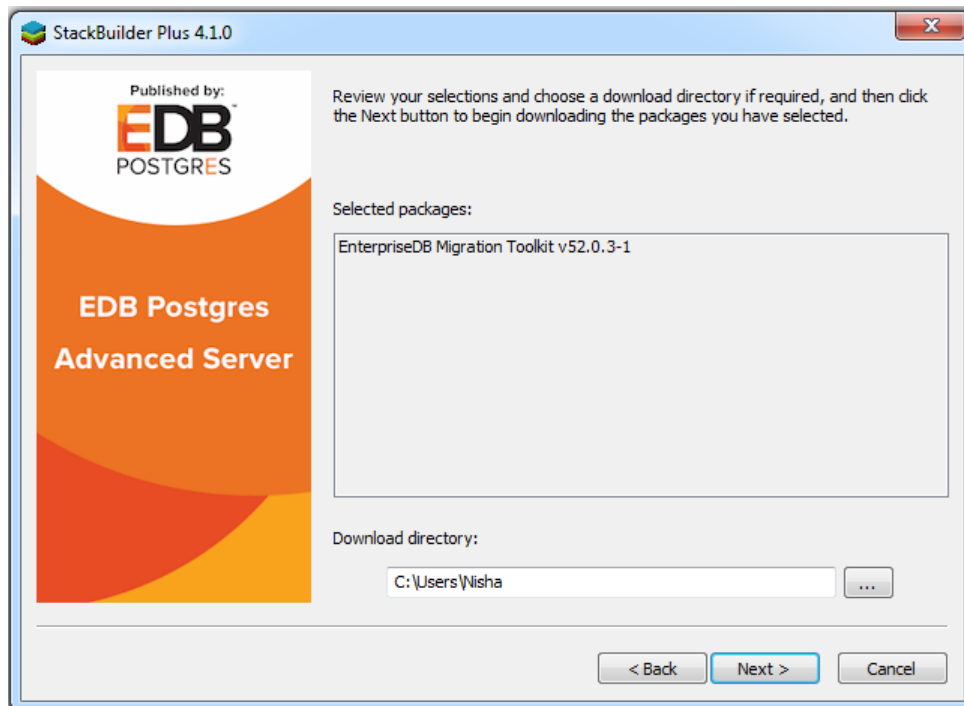 StackBuilder Plus 4.1.0
Published by:
EDB™
POSTGRES
EDB Postgres
Advanced Server
Review your selections and choose a download directory if required, and then click
the Next button to begin downloading the packages you have selected.
Selected packages:
EnterpriseDB Migration Toolkit v52.0.3-1
Download directory:
C:\Users\Nisha
...
< Back
Next >
Cancel